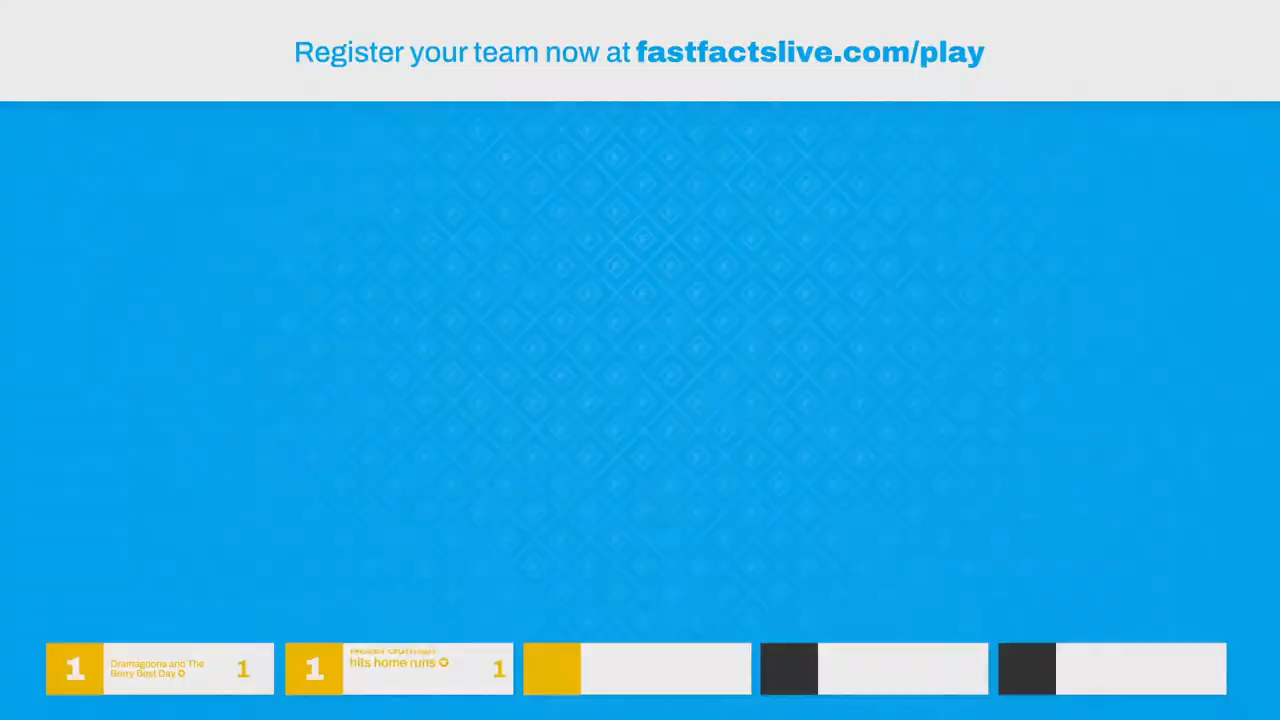 Register your team now at fastfactslive.com/play
1
Dramagoons and The
Berry Best Day
1
1
hits home runs
1